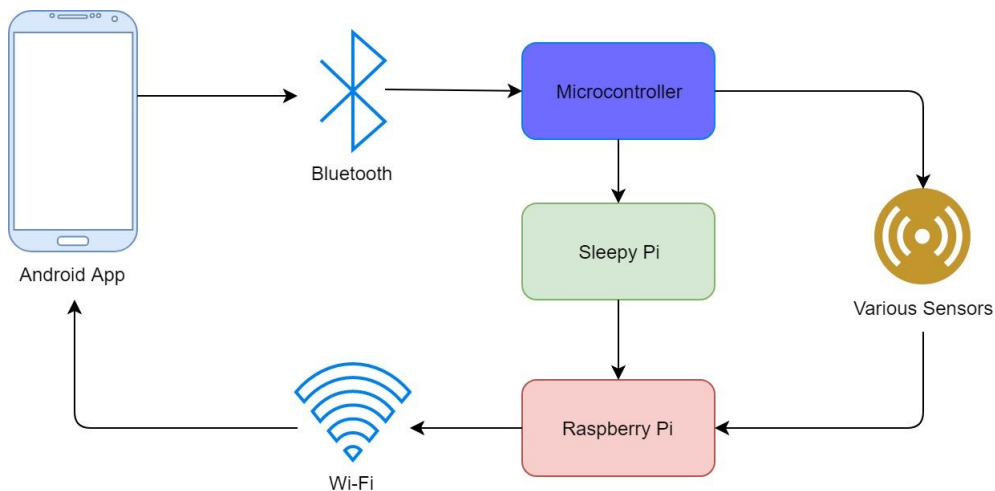 Microcontroller
Bluetooth
Sleepy Pi
Android App
Various Sensors
Raspberry Pi
Wi-Fi